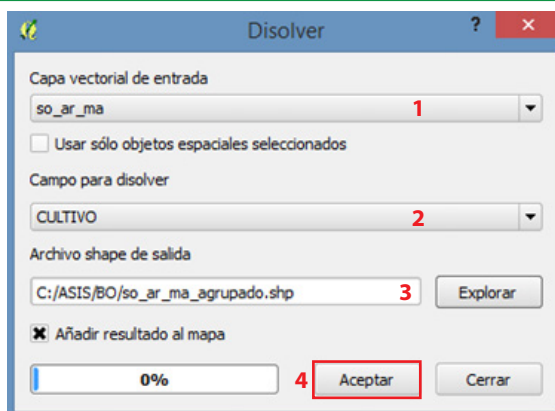 Disolver
?
×
Capa vectorial de entrada
so_ar_ma 1
Usar sólo objetos espaciales seleccionados
Campo para disolver
CULTIVO 2
Archivo shape de salida
C:/ASIS/BO/so_ar_ma_agrupado.shp 3 Explorar
Añadir resultado al mapa
0% 4 Aceptar Cerrar